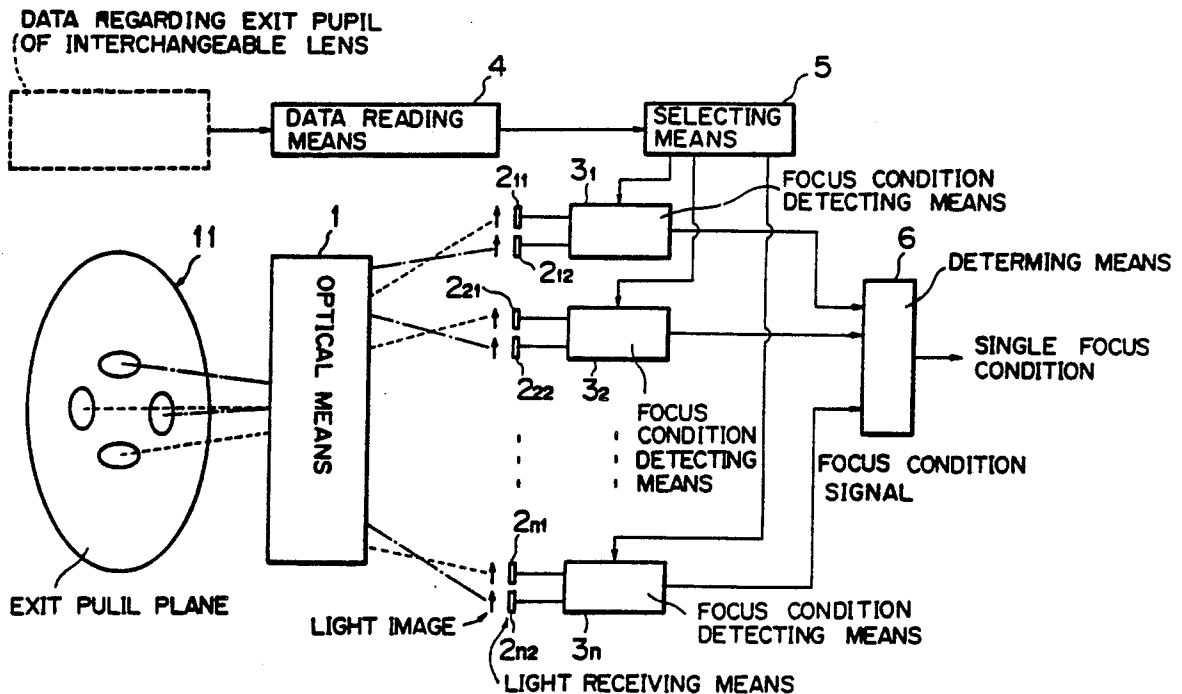 DATA REGARDING EXIT PUPIL
OF INTERCHANGEABLE LENS
4
DATA READING
MEANS
5
SELECTING
MEANS
11
1
OPTICAL MEANS
211
212
31
FOCUS CONDITION
DETECTING MEANS
6
DETERMING MEANS
221
222
32
SINGLE FOCUS
CONDITION
FOCUS
CONDITION
DETECTING
MEANS
FOCUS CONDITION
SIGNAL
2n1
2n2
3n
EXIT PULIL PLANE
LIGHT IMAGE
FOCUS CONDITION
DETECTING MEANS
LIGHT RECEIVING MEANS